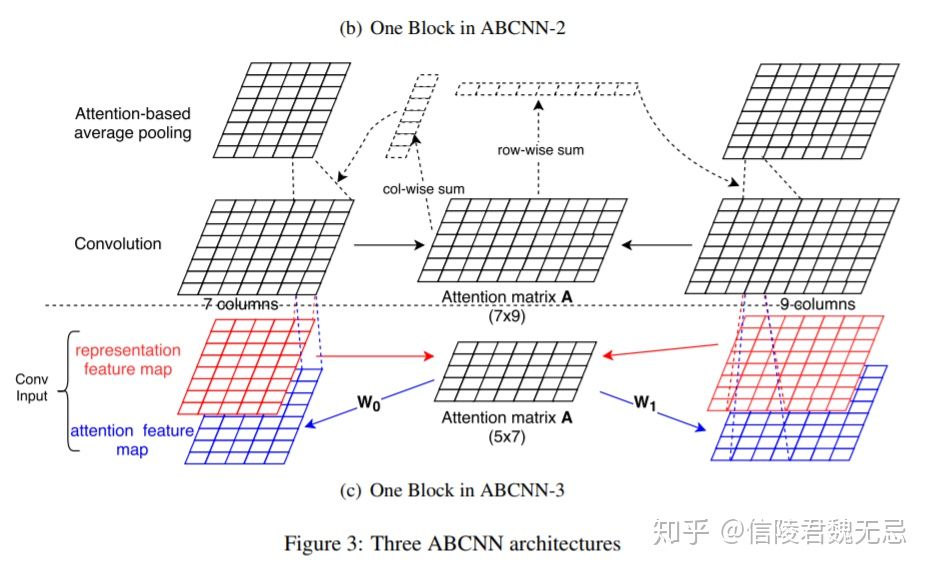 (b) One Block in ABCNN-2
Attention-based
average pooling
row-wise sum
col-wise sum
Convolution
Attention matrix A
(7x9)
7 columns
9 columns
Conv
Input
representation
feature map
attention feature
map
W0
W1
Attention matrix A
(5x7)
(c) One Block in ABCNN-3
Figure 3: Three ABCNN architectures
知乎 @信陵君魏无忌